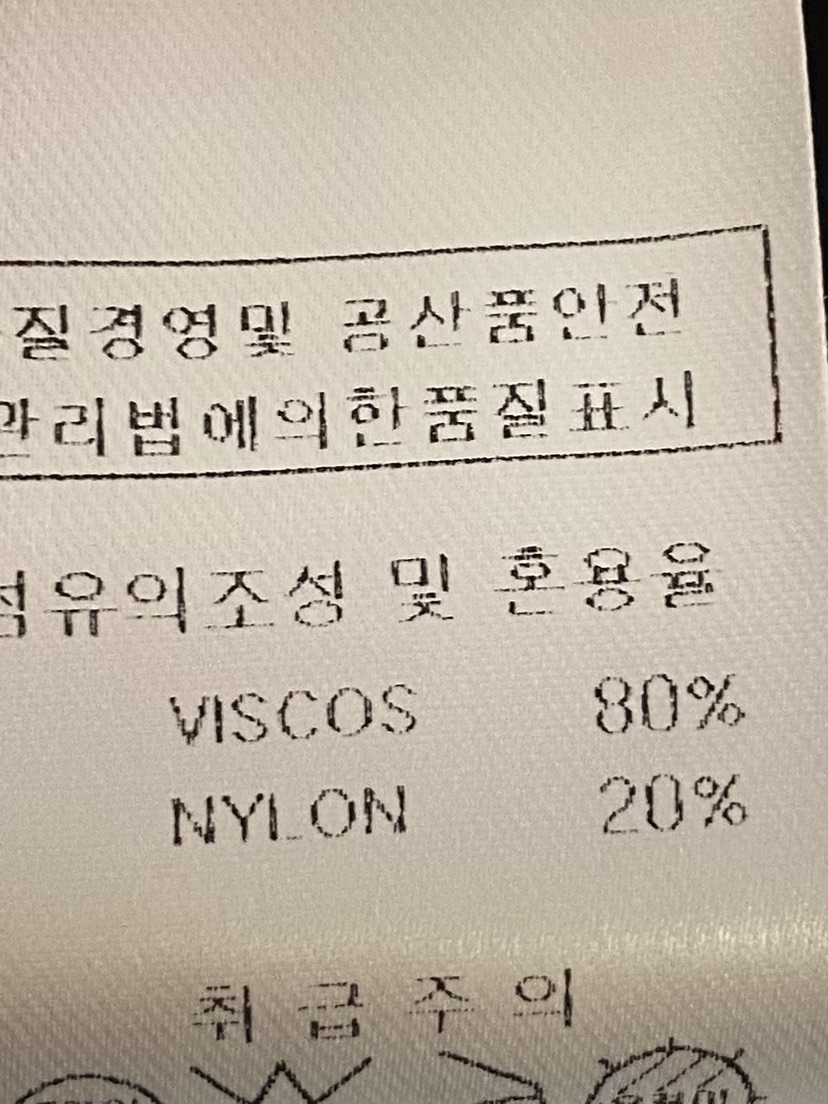 질경영및 공산품안전
관리법에의한품질표시
섬유의조성 및 혼용율
VISCOS 80%
NYLON 20%
취급주의